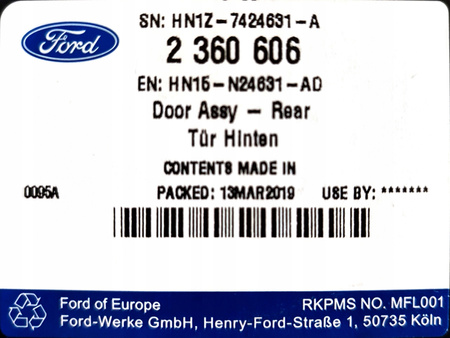 SN: HN1Z-7424631-A
Ford
2 360 606
EN: HN15-N24631-AD
Door Assy - Rear
Tür Hinten
CONTENTS MADE IN
0095A PACKED: 13MAR2019 USE BY: *******
Ford of Europe RKPMS NO. MFL001
Ford-Werke GmbH, Henry-Ford-Straße 1, 50735 Köln